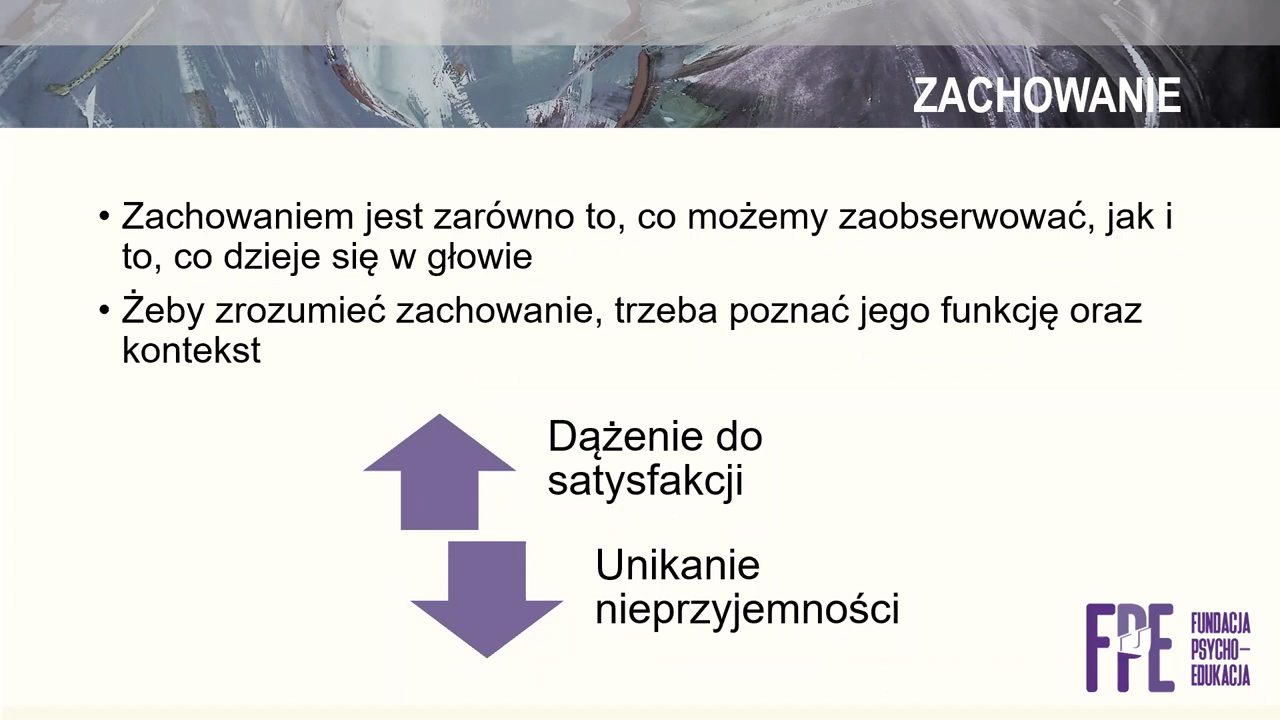 ZACHOWANIE
• Zachowaniem jest zarówno to, co możemy zaobserwować, jak i
to, co dzieje się w głowie
• Żeby zrozumieć zachowanie, trzeba poznać jego funkcję oraz
kontekst
Dążenie do
satysfakcji
Unikanie
nieprzyjemności
FPE
FUNDACJA
PSYCHO–
EDUKACJA